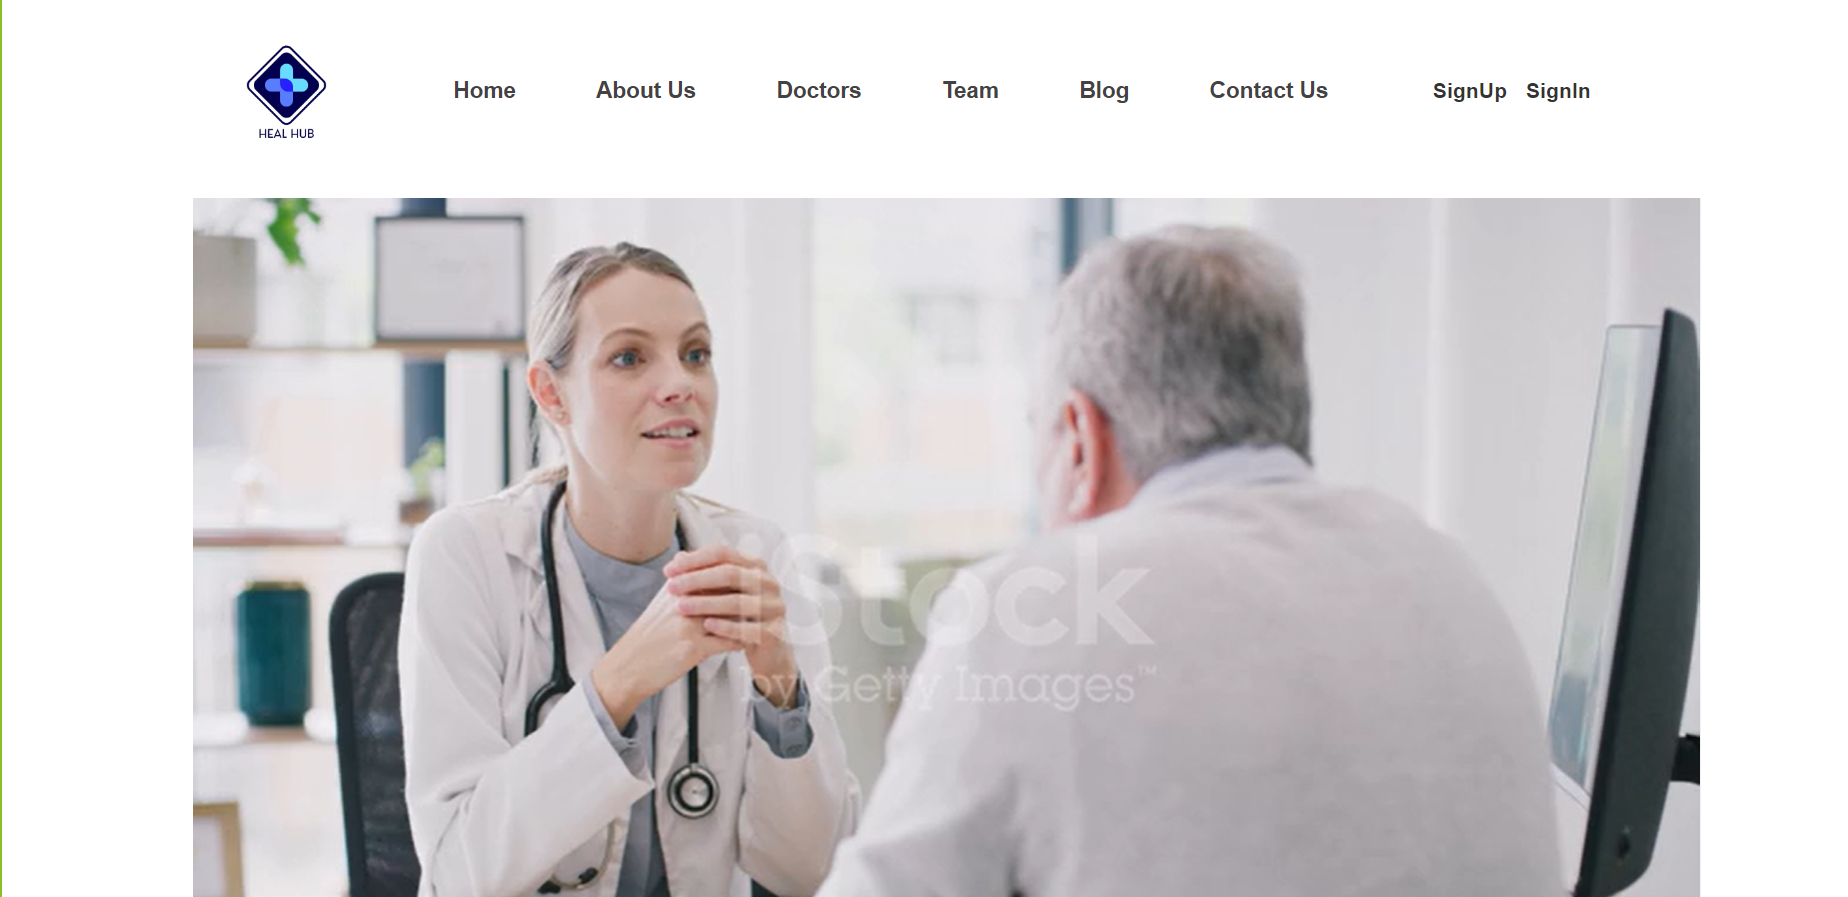 HEAL HUB
Home About Us Doctors Team Blog Contact Us SignUp SignIn
iStock
by Getty Images™